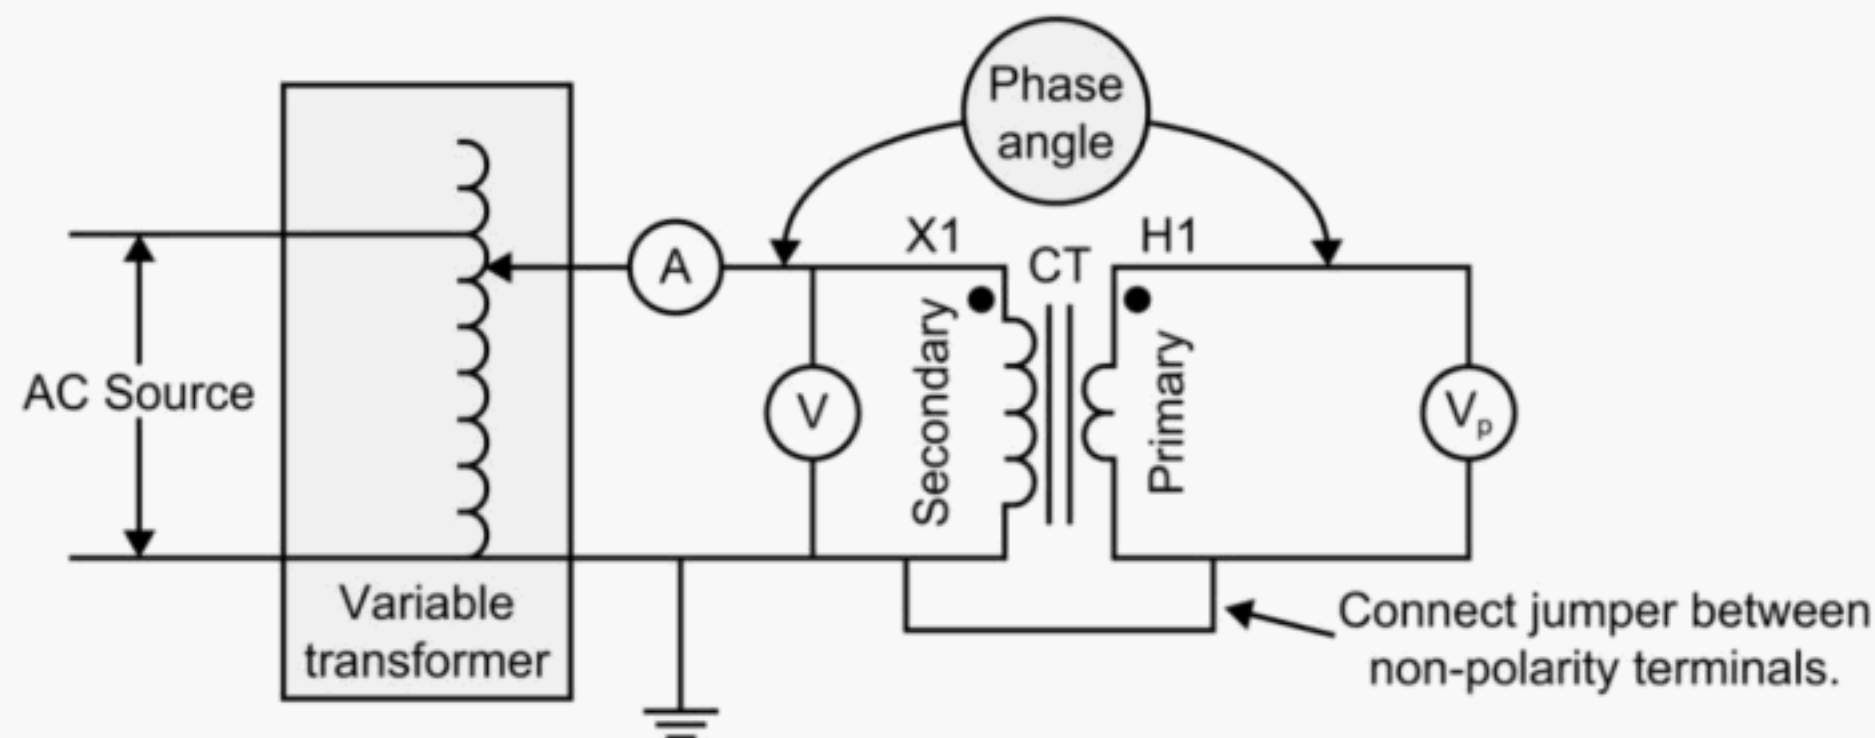 Phase
angle
X1
H1
CT
A
Secondary
Primary
AC Source
V
Vp
Variable
transformer
Connect jumper between
non-polarity terminals.